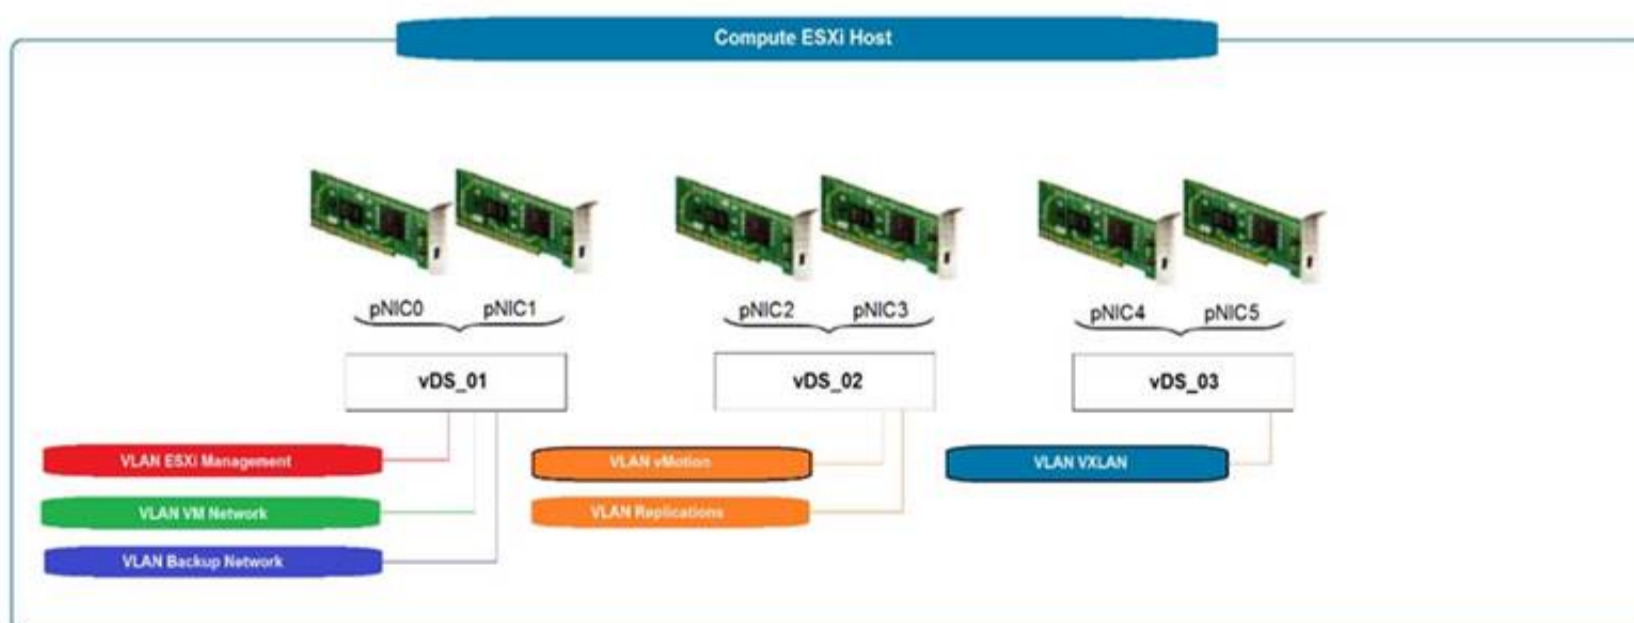 Compute ESXi Host
pNIC0 pNIC1 pNIC2 pNIC3 pNIC4 pNIC5
vDS_01 vDS_02 vDS_03
VLAN ESXi Management VLAN vMotion VLAN VXLAN
VLAN VM Network VLAN Replications
VLAN Backup Network